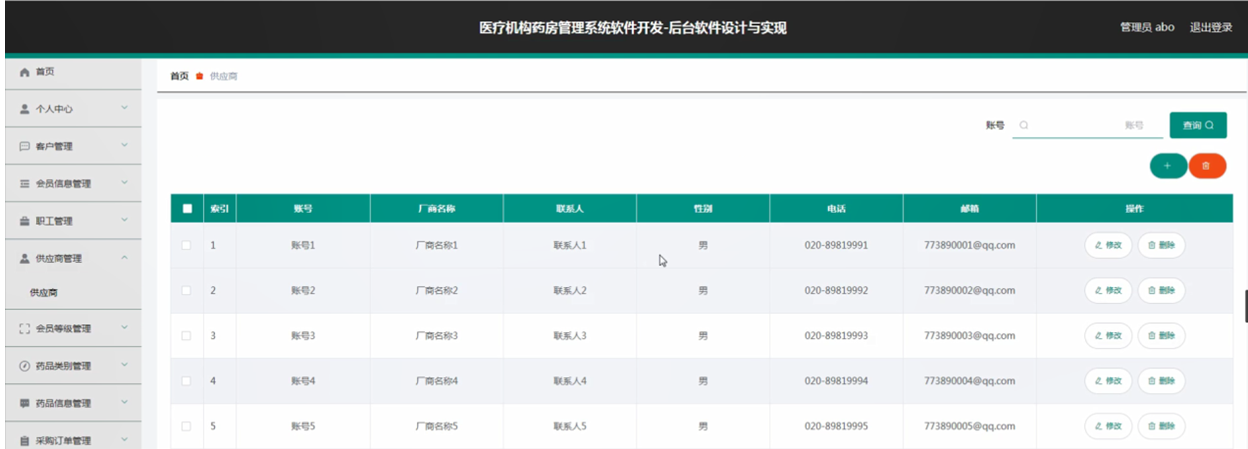 医疗机构药房管理系统软件开发-后台软件设计与实现
管理员 abo 退出登录
首页
个人中心
客户管理
会员信息管理
职工管理
供应商管理
供应商
会员等级管理
药品类别管理
药品信息管理
采购订单管理
首页 供应商
账号 账号 查询
+
索引 账号 厂商名称 联系人 性别 电话 邮箱 操作
1 账号1 厂商名称1 联系人1 男 020-89819991 773890001@qq.com 修改 删除
2 账号2 厂商名称2 联系人2 男 020-89819992 773890002@qq.com 修改 删除
3 账号3 厂商名称3 联系人3 男 020-89819993 773890003@qq.com 修改 删除
4 账号4 厂商名称4 联系人4 男 020-89819994 773890004@qq.com 修改 删除
5 账号5 厂商名称5 联系人5 男 020-89819995 773890005@qq.com 修改 删除